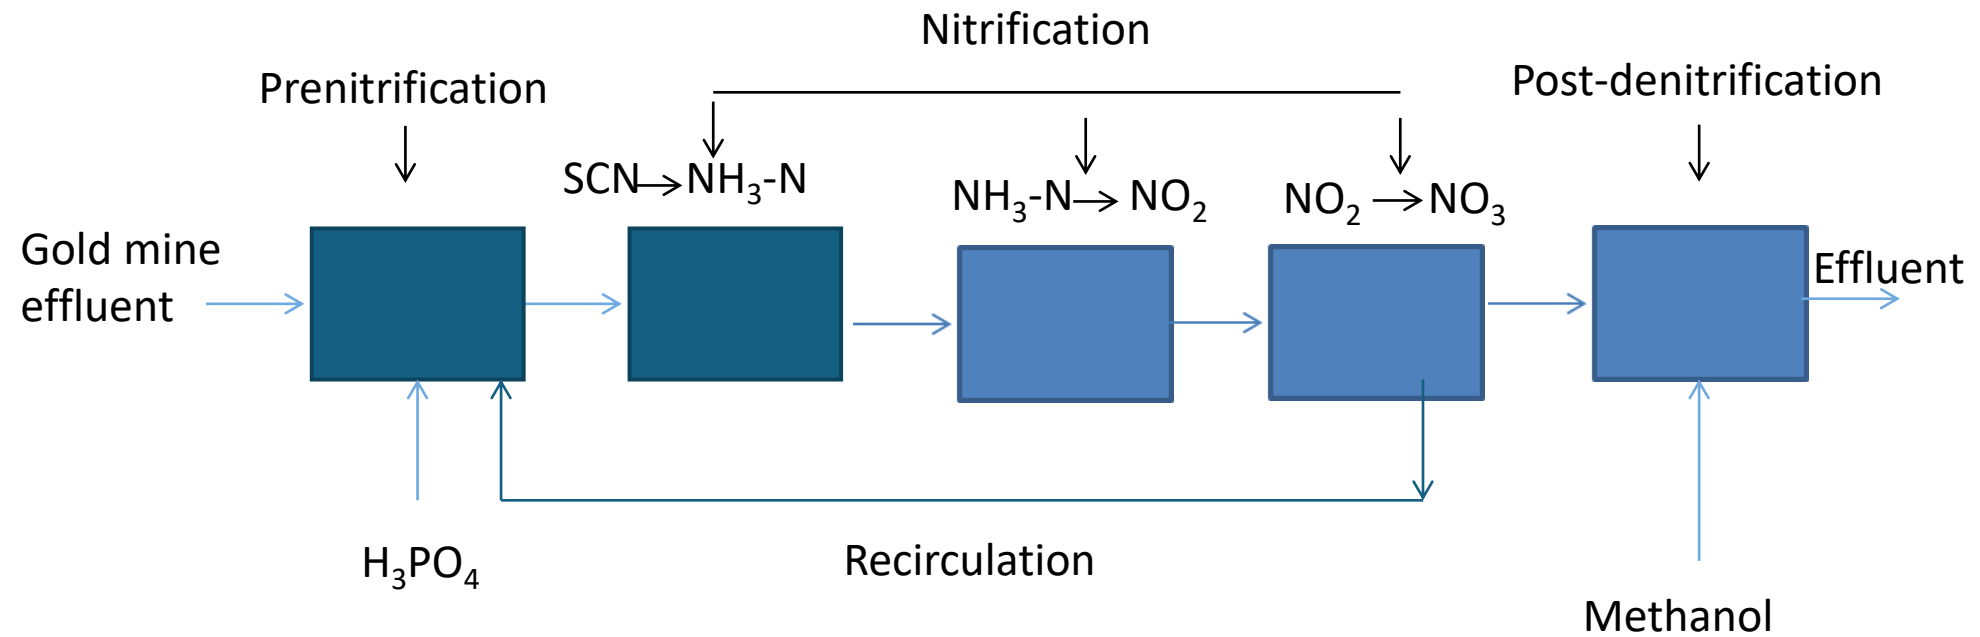 Nitrification
Prenitrification
Post-denitrification
SCN→NH₃-N
NH₃-N→ NO₂
NO₂ →NO₃
Gold mine
effluent
Effluent
H₃PO₄
Recirculation
Methanol